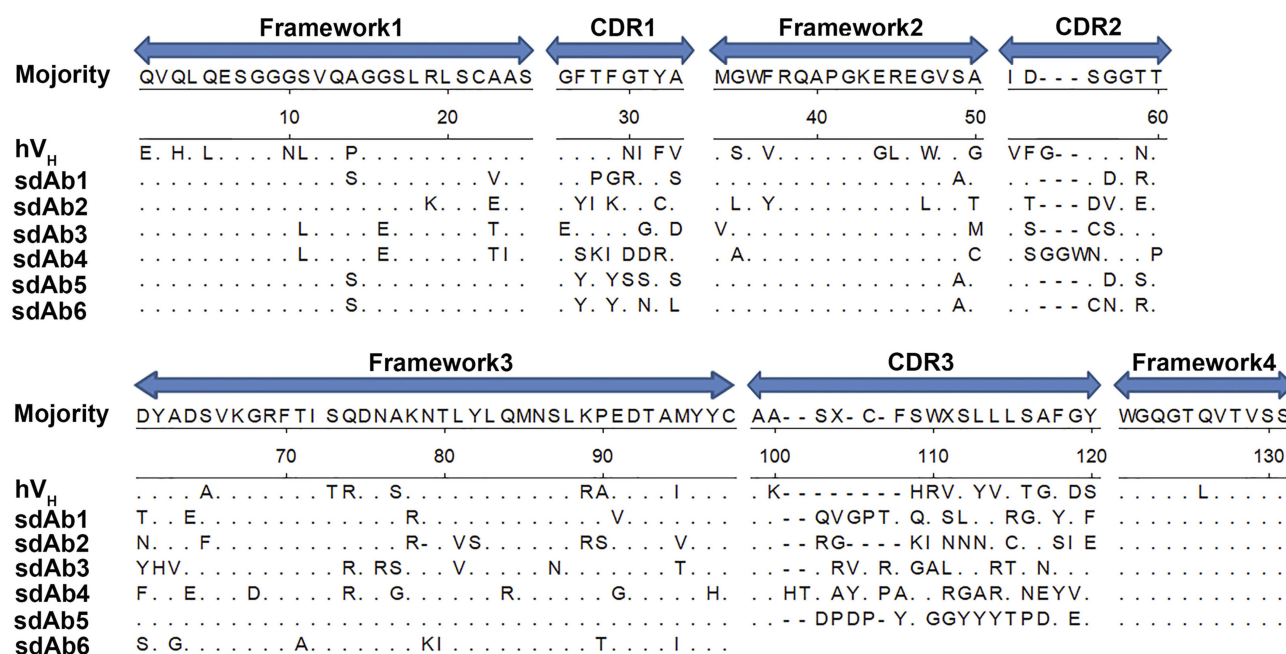 Framework1 CDR1 Framework2 CDR2
Mojority QVQLQESGGGSVQAGGSLRLSCAAS GFTFGTYA MGWFRQAPGKEREGVSA ID---SGGTT
10 20 30 40 50 60
hVH E.H.L....NL..P........... ....NIFV .S.V......GL.W..G VFG--...N.
sdAb1 .............S........V.. ..PGR..S ...............A. ..---.D.R.
sdAb2 ..................K...E.. .YIK..C. .L.Y.........L..T .T---DV.E.
sdAb3 ..........L....E......T.. E....G.D V...............M .S---CS...
sdAb4 ..........L....E......TI. .SKIDDR. .A..............C .SGGWN...P
sdAb5 .............S........... .Y.YSS.S ...............A. ..---.D.S.
sdAb6 .............S........... .Y.Y.N.L ...............A. ..---CN.R.
Framework3 CDR3 Framework4
Mojority DYADSVKGRFTISQDNAKNTLYLQMNSLKPEDTAMYYC AA--SX-C-FSWXSLLLSAFGY WGQGTQVTVSS
70 80 90 100 110 120 130
hVH ....A.......TR..S...........RA....I... .K--------HRV.YV.TG.DS .....L.....
sdAb1 T..E.............R............V....... ..--QVGPT.Q.SL..RG.Y.F ...........
sdAb2 N...F............R-.VS......RS....V... ..--RG----KINNN.C..SIE ...........
sdAb3 YHV..........R.RS...V.....N.......T... ..--.RV.R.GAL..RT.N... ...........
sdAb4 F..E...D.....R..G......R......G.....H. ..HT.AY.PA..RGAR.NEYV. ...........
sdAb5 ...................................... ..--DPDP-Y.GGYYYTPD.E. ...........
sdAb6 S.G.......A.......KI.........T....I...